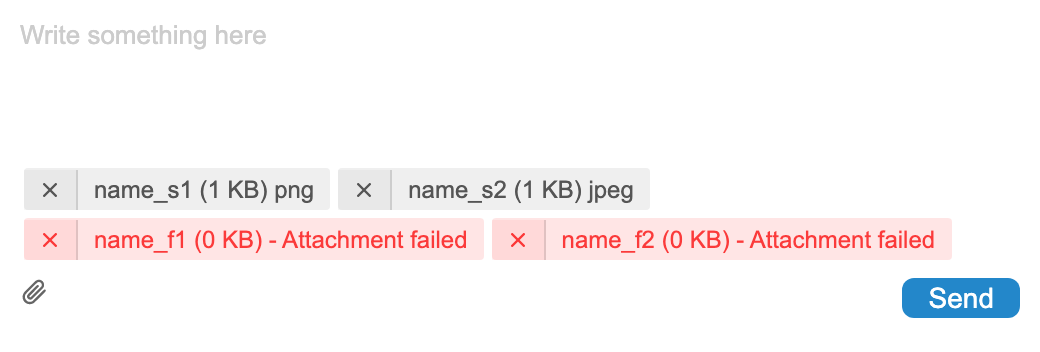 Write something here
× name_s1 (1 KB) png × name_s2 (1 KB) jpeg
× name_f1 (0 KB) - Attachment failed × name_f2 (0 KB) - Attachment failed
Send